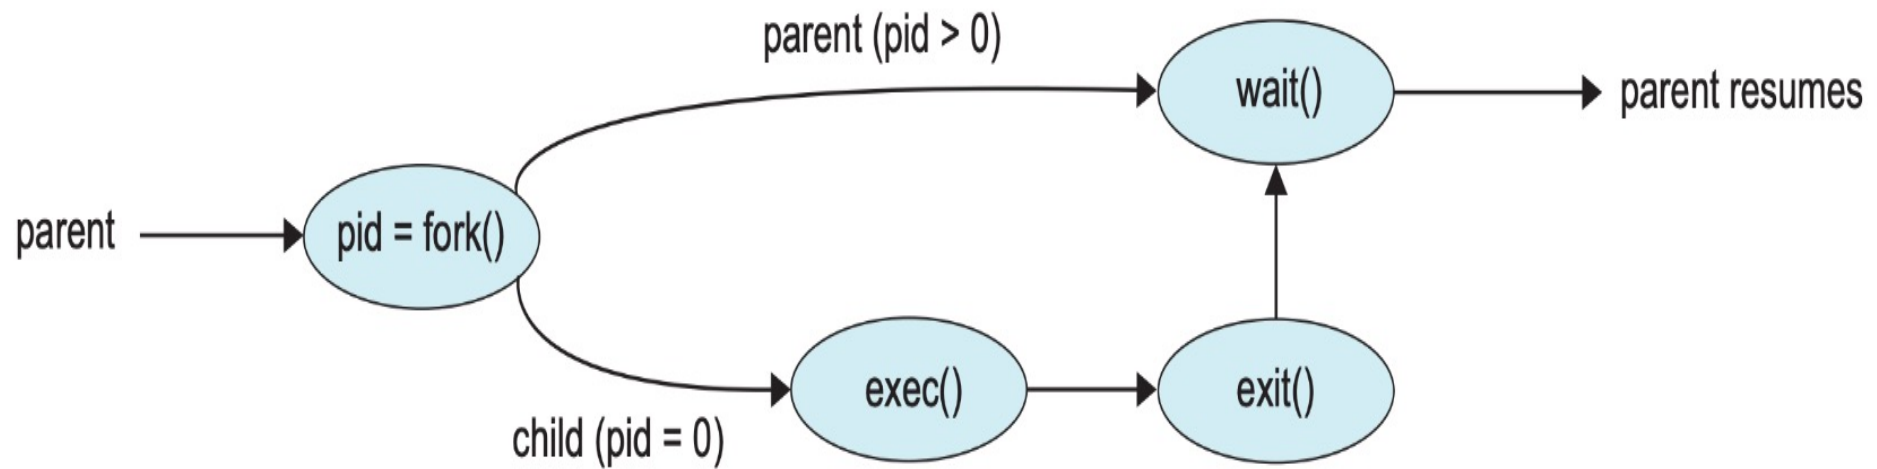 parent (pid > 0)
wait()
parent resumes
parent
pid = fork()
exec()
exit()
child (pid = 0)